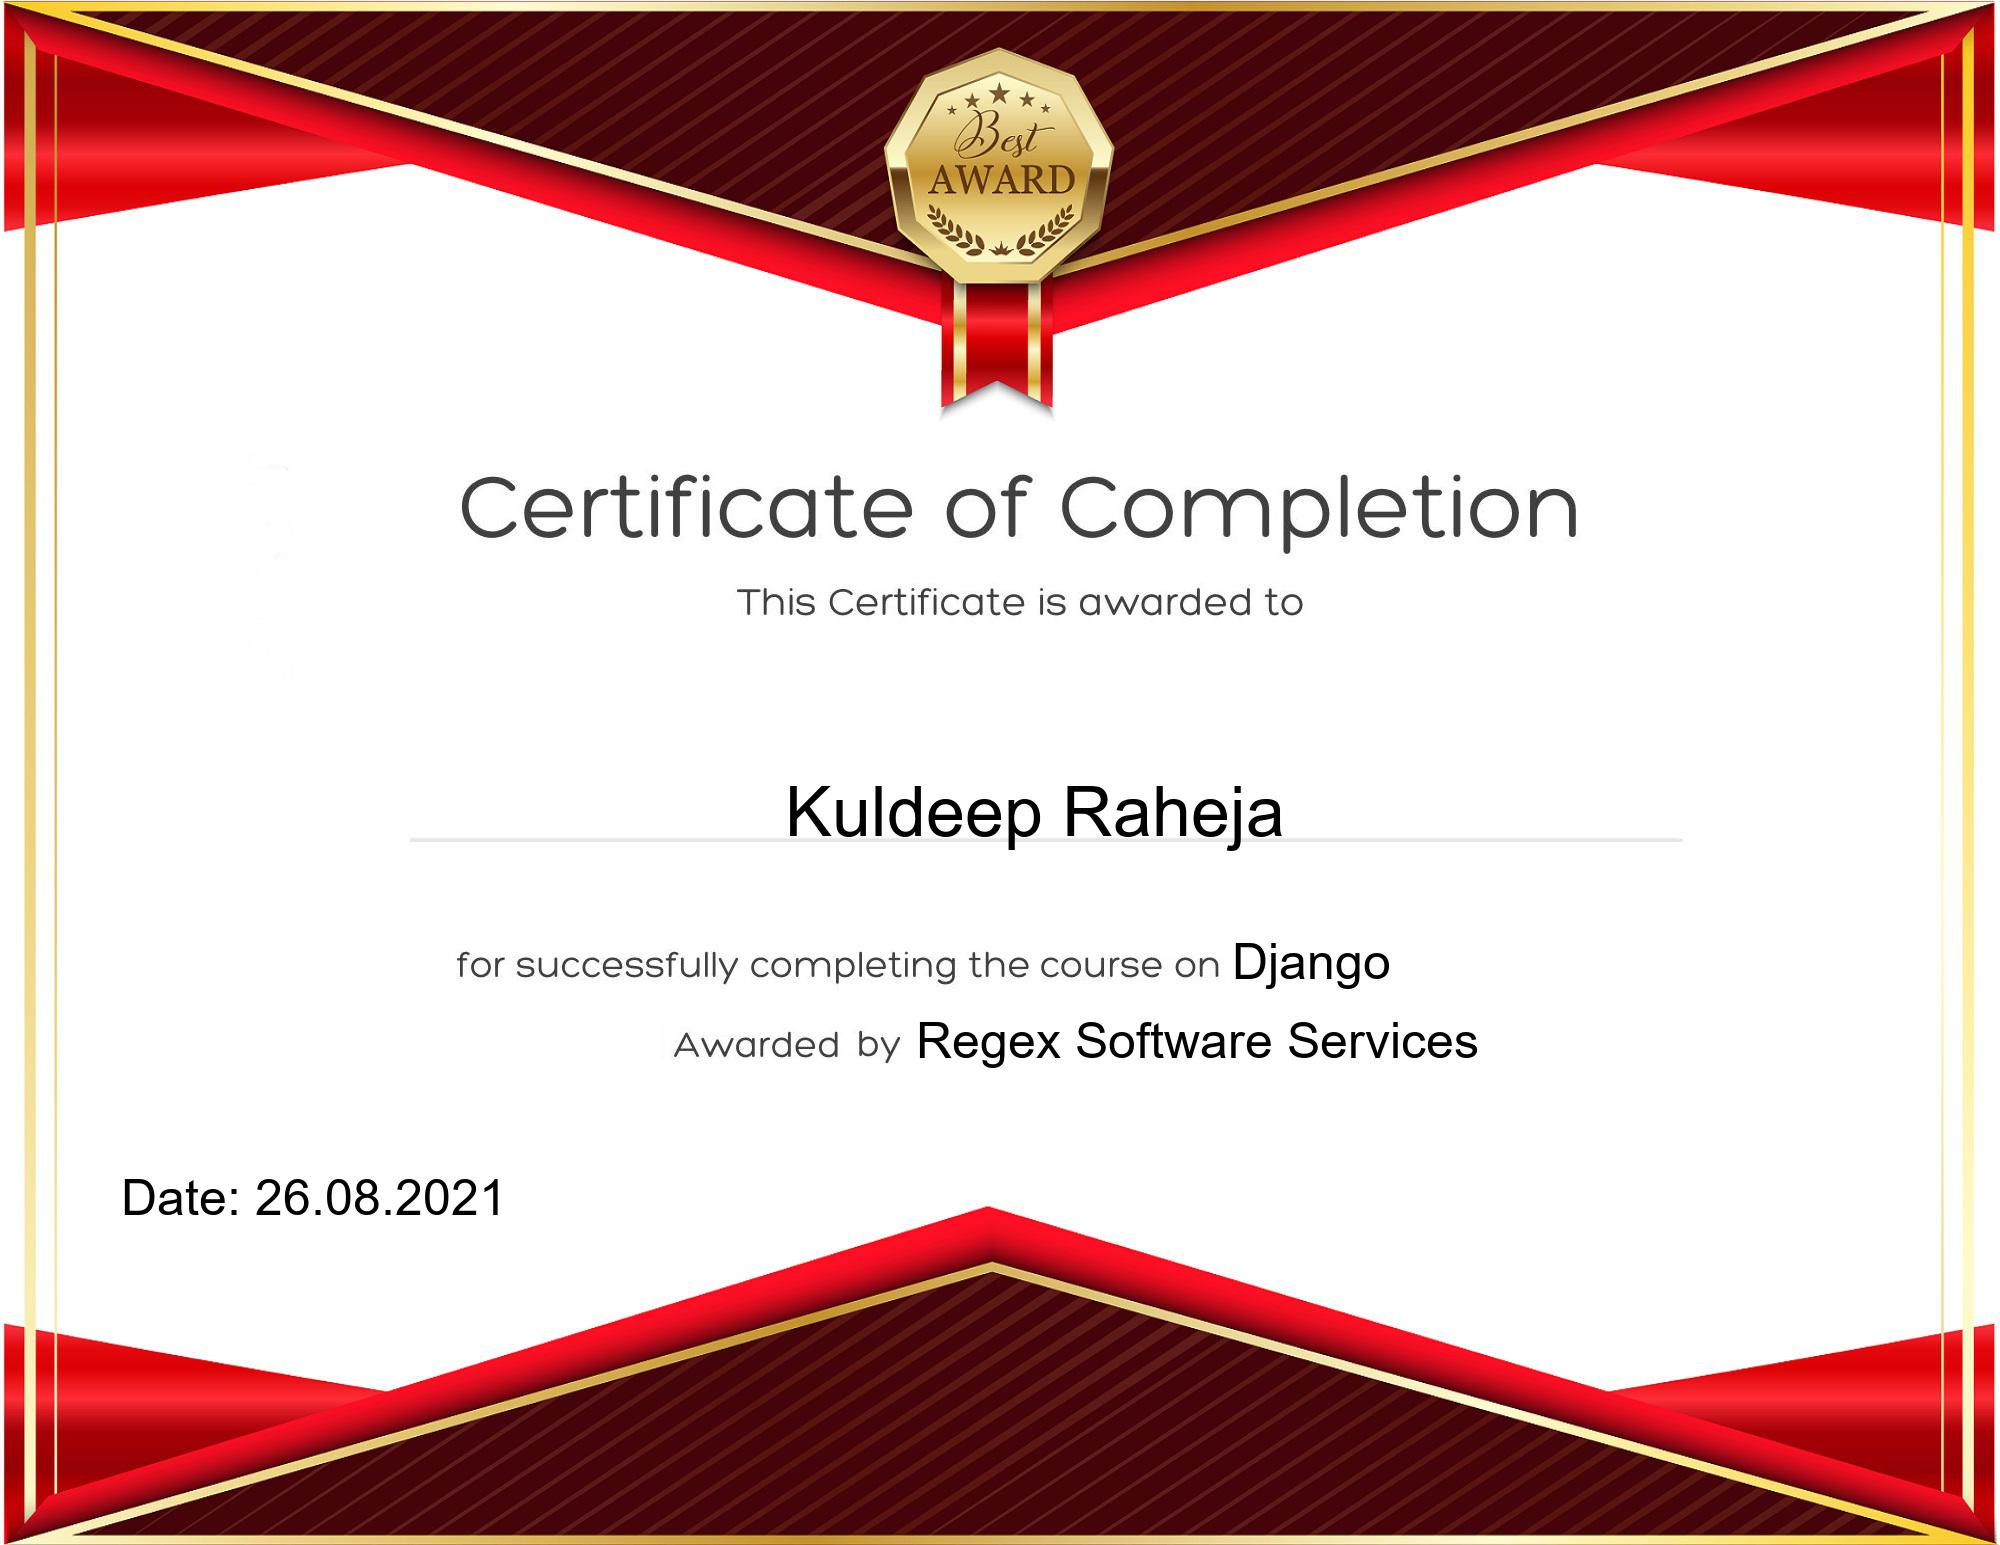 Best
AWARD
Certificate of Completion
This Certificate is awarded to
Kuldeep Raheja
for successfully completing the course on Django
Awarded by Regex Software Services
Date: 26.08.2021